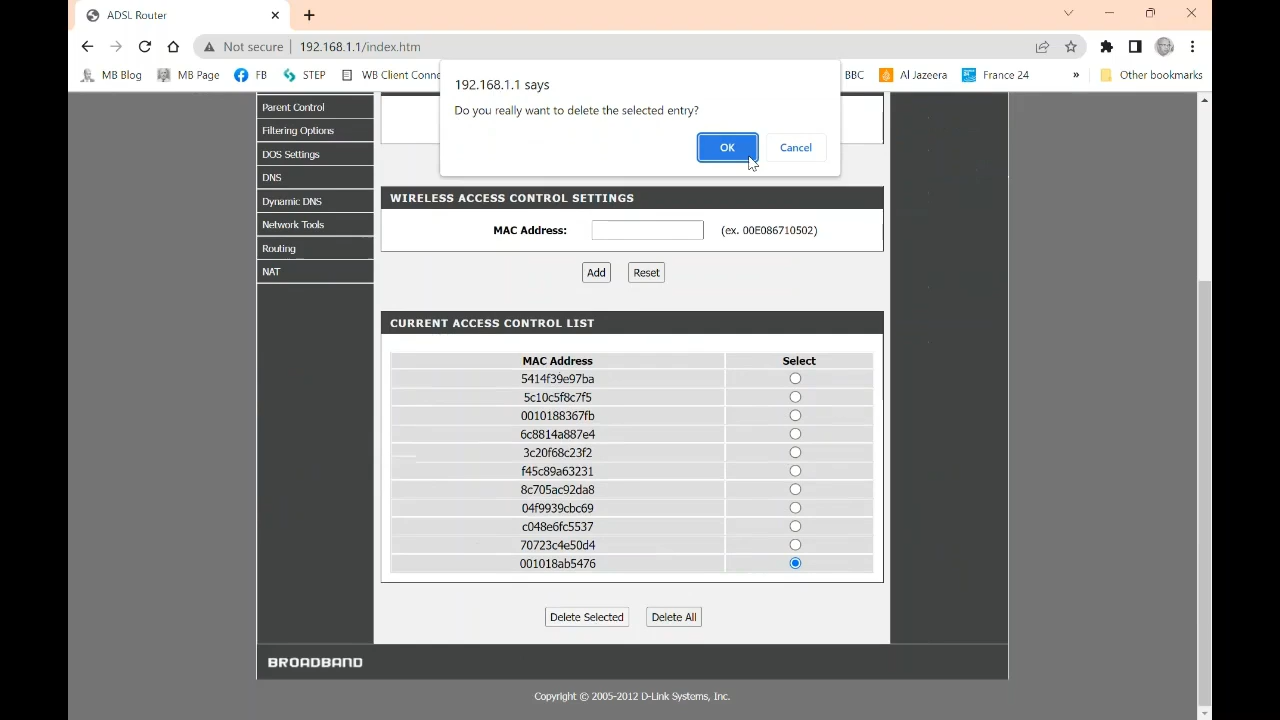 ADSL Router
Not secure
192.168.1.1/index.htm
MB Blog
MB Page
FB
STEP
WB Client Conne
BBC
Al Jazeera
France 24
»
Other bookmarks
192.168.1.1 says
Do you really want to delete the selected entry?
OK
Cancel
Parent Control
Filtering Options
DOS Settings
DNS
Dynamic DNS
Network Tools
Routing
NAT
WIRELESS ACCESS CONTROL SETTINGS
MAC Address:
(ex. 00E086710502)
Add
Reset
CURRENT ACCESS CONTROL LIST
MAC Address Select
5414f39e97ba
5c10c5f8c7f5
0010188367fb
6c8814a887e4
3c20f68c23f2
f45c89a63231
8c705ac92da8
04f9939cbc69
c048e6fc5537
70723c4e50d4
001018ab5476
Delete Selected
Delete All
BROADBAND
Copyright © 2005-2012 D-Link Systems, Inc.